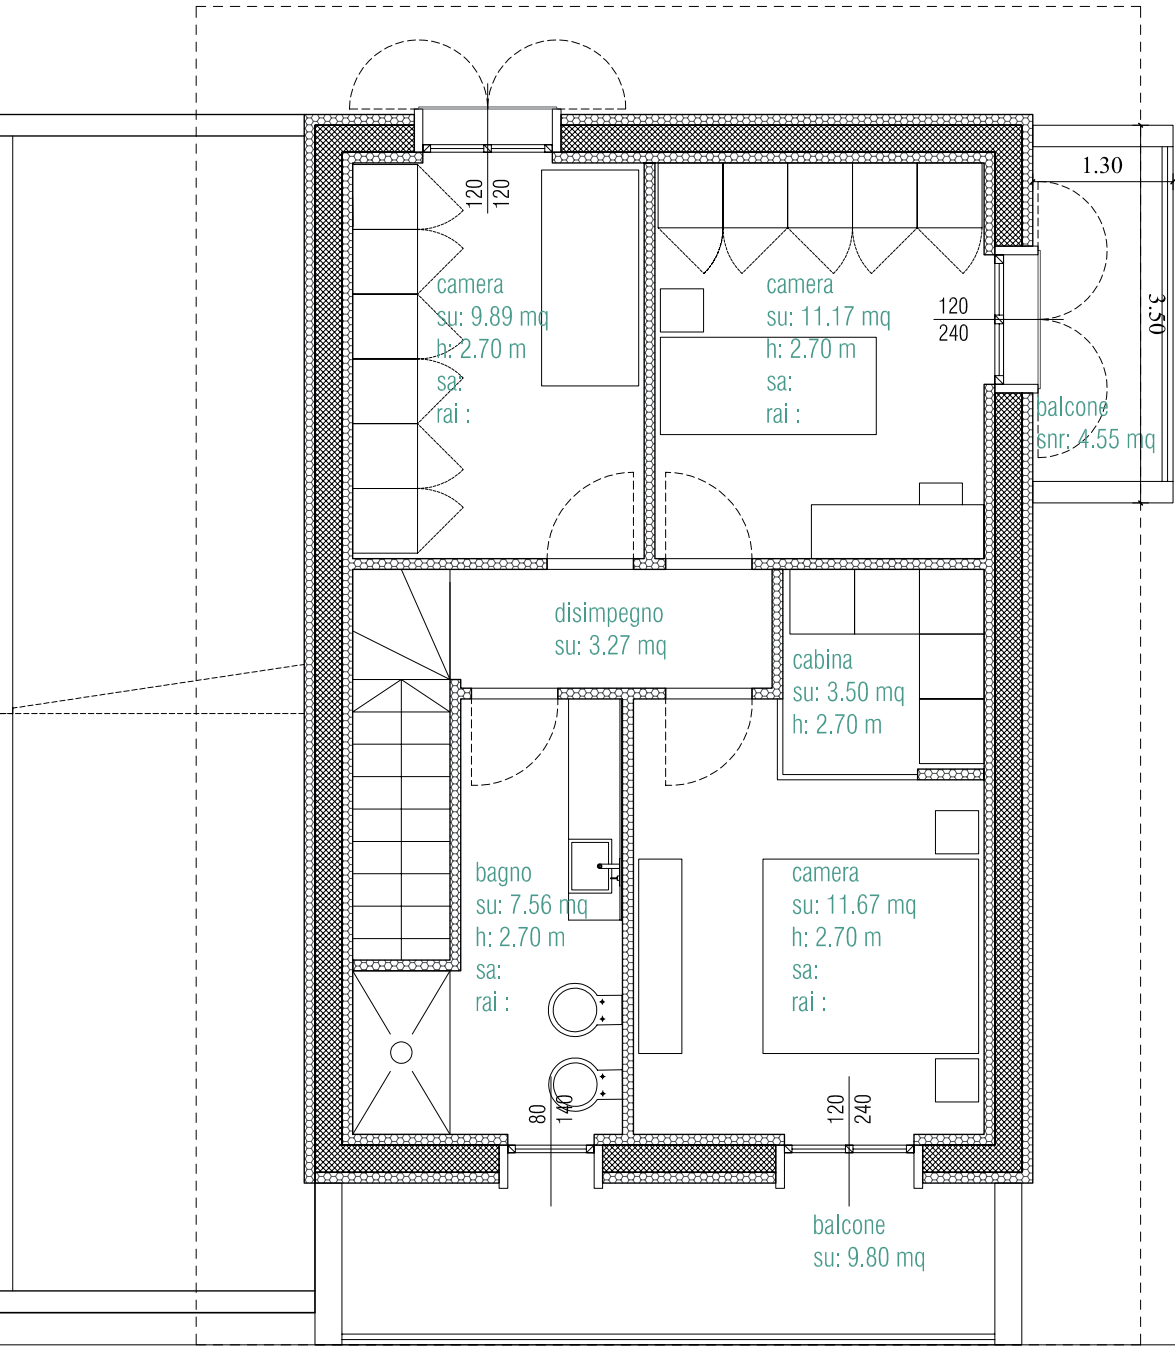 1.30
120
120
camera
su: 9.89 mq
h: 2.70 m
sa:
rai :
camera
su: 11.17 mq
h: 2.70 m
sa:
rai :
120
240
3.50
balcone
snr: 4.55 mq
disimpegno
su: 3.27 mq
cabina
su: 3.50 mq
h: 2.70 m
bagno
su: 7.56 mq
h: 2.70 m
sa:
rai :
camera
su: 11.67 mq
h: 2.70 m
sa:
rai :
80
140
120
240
balcone
su: 9.80 mq